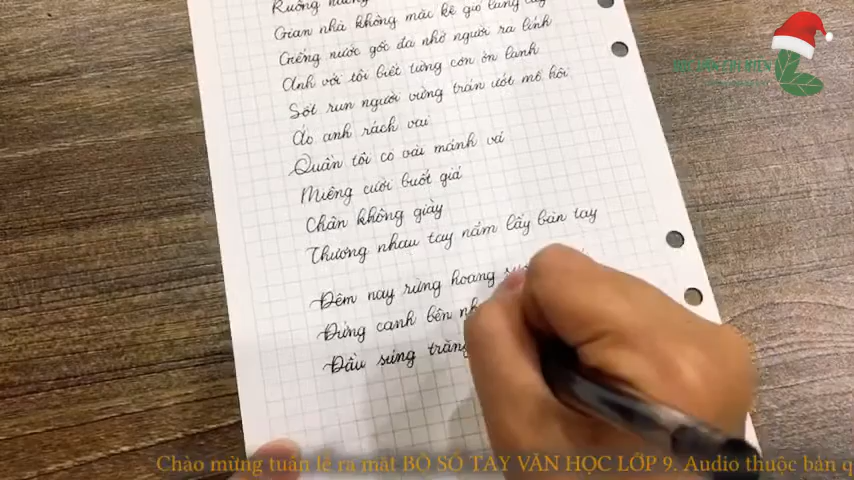 Ruộng nương
Gian nhà không mặc kệ gió lung lay
Giếng nước gốc đa nhớ người ra lính
Anh với tôi biết từng cơn ớn lạnh
Sốt run người vừng trán ướt mồ hôi
Áo anh rách vai
Quần tôi có vài mảnh vá
Miệng cười buốt giá
Chân không giày
Thương nhau tay nắm lấy bàn tay
Đêm nay rừng hoang
Đứng cạnh bên
Đầu súng trăng
Chào mừng tuần lễ ra mắt BỘ SỔ TAY VĂN HỌC LỚP 9. Audio thuộc bản q